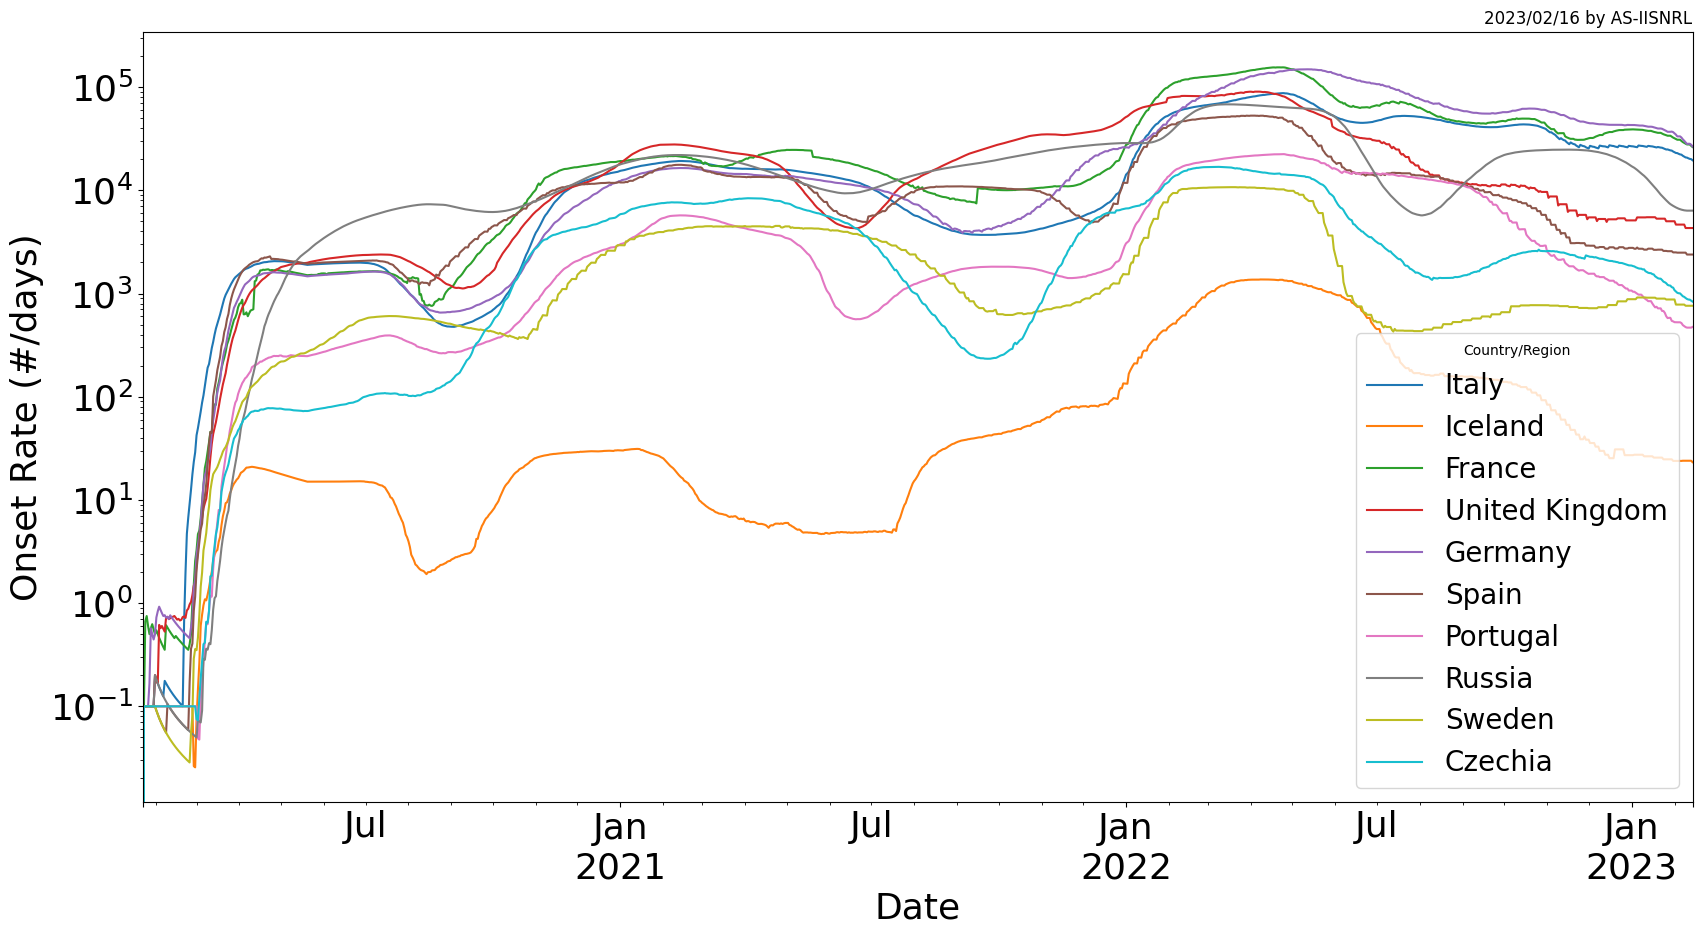 2023/02/16 by AS-IISNRL
Onset Rate (#/days)
10^5
10^4
10^3
10^2
10^1
10^0
10^−1
Country/Region
Italy
Iceland
France
United Kingdom
Germany
Spain
Portugal
Russia
Sweden
Czechia
Jul
Jan
2021
Jul
Jan
2022
Jul
Jan
2023
Date